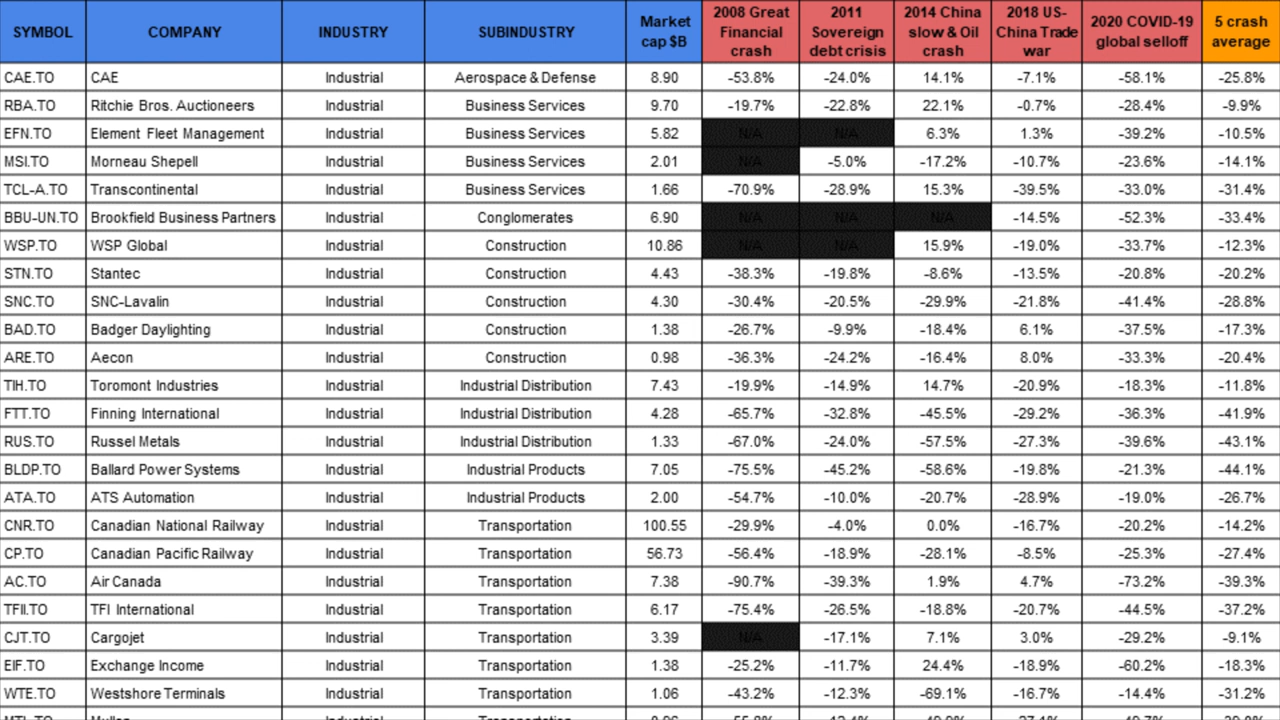 SYMBOL COMPANY INDUSTRY SUBINDUSTRY Market cap $B 2008 Great Financial crash 2011 Sovereign debt crisis 2014 China slow & Oil crash 2018 US-China Trade war 2020 COVID-19 global selloff 5 crash average
CAE.TO CAE Industrial Aerospace & Defense 8.90 -53.8% -24.0% 14.1% -7.1% -58.1% -25.8%
RBA.TO Ritchie Bros. Auctioneers Industrial Business Services 9.70 -19.7% -22.8% 22.1% -0.7% -28.4% -9.9%
EFN.TO Element Fleet Management Industrial Business Services 5.82 N/A N/A 6.3% 1.3% -39.2% -10.5%
MSI.TO Morneau Shepell Industrial Business Services 2.01 N/A -5.0% -17.2% -10.7% -23.6% -14.1%
TCL-A.TO Transcontinental Industrial Business Services 1.66 -70.9% -28.9% 15.3% -39.5% -33.0% -31.4%
BBU-UN.TO Brookfield Business Partners Industrial Conglomerates 6.90 N/A N/A N/A -14.5% -52.3% -33.4%
WSP.TO WSP Global Industrial Construction 10.86 N/A N/A 15.9% -19.0% -33.7% -12.3%
STN.TO Stantec Industrial Construction 4.43 -38.3% -19.8% -8.6% -13.5% -20.8% -20.2%
SNC.TO SNC-Lavalin Industrial Construction 4.30 -30.4% -20.5% -29.9% -21.8% -41.4% -28.8%
BAD.TO Badger Daylighting Industrial Construction 1.38 -26.7% -9.9% -18.4% 6.1% -37.5% -17.3%
ARE.TO Aecon Industrial Construction 0.98 -36.3% -24.2% -16.4% 8.0% -33.3% -20.4%
TIH.TO Toromont Industries Industrial Industrial Distribution 7.43 -19.9% -14.9% 14.7% -20.9% -18.3% -11.8%
FTT.TO Finning International Industrial Industrial Distribution 4.28 -65.7% -32.8% -45.5% -29.2% -36.3% -41.9%
RUS.TO Russel Metals Industrial Industrial Distribution 1.33 -67.0% -24.0% -57.5% -27.3% -39.6% -43.1%
BLDP.TO Ballard Power Systems Industrial Industrial Products 7.05 -75.5% -45.2% -58.6% -19.8% -21.3% -44.1%
ATA.TO ATS Automation Industrial Industrial Products 2.00 -54.7% -10.0% -20.7% -28.9% -19.0% -26.7%
CNR.TO Canadian National Railway Industrial Transportation 100.55 -29.9% -4.0% 0.0% -16.7% -20.2% -14.2%
CP.TO Canadian Pacific Railway Industrial Transportation 56.73 -56.4% -18.9% -28.1% -8.5% -25.3% -27.4%
AC.TO Air Canada Industrial Transportation 7.38 -90.7% -39.3% 1.9% 4.7% -73.2% -39.3%
TFII.TO TFI International Industrial Transportation 6.17 -75.4% -26.5% -18.8% -20.7% -44.5% -37.2%
CJT.TO Cargojet Industrial Transportation 3.39 N/A -17.1% 7.1% 3.0% -29.2% -9.1%
EIF.TO Exchange Income Industrial Transportation 1.38 -25.2% -11.7% 24.4% -18.9% -60.2% -18.3%
WTE.TO Westshore Terminals Industrial Transportation 1.06 -43.2% -12.3% -69.1% -16.7% -14.4% -31.2%